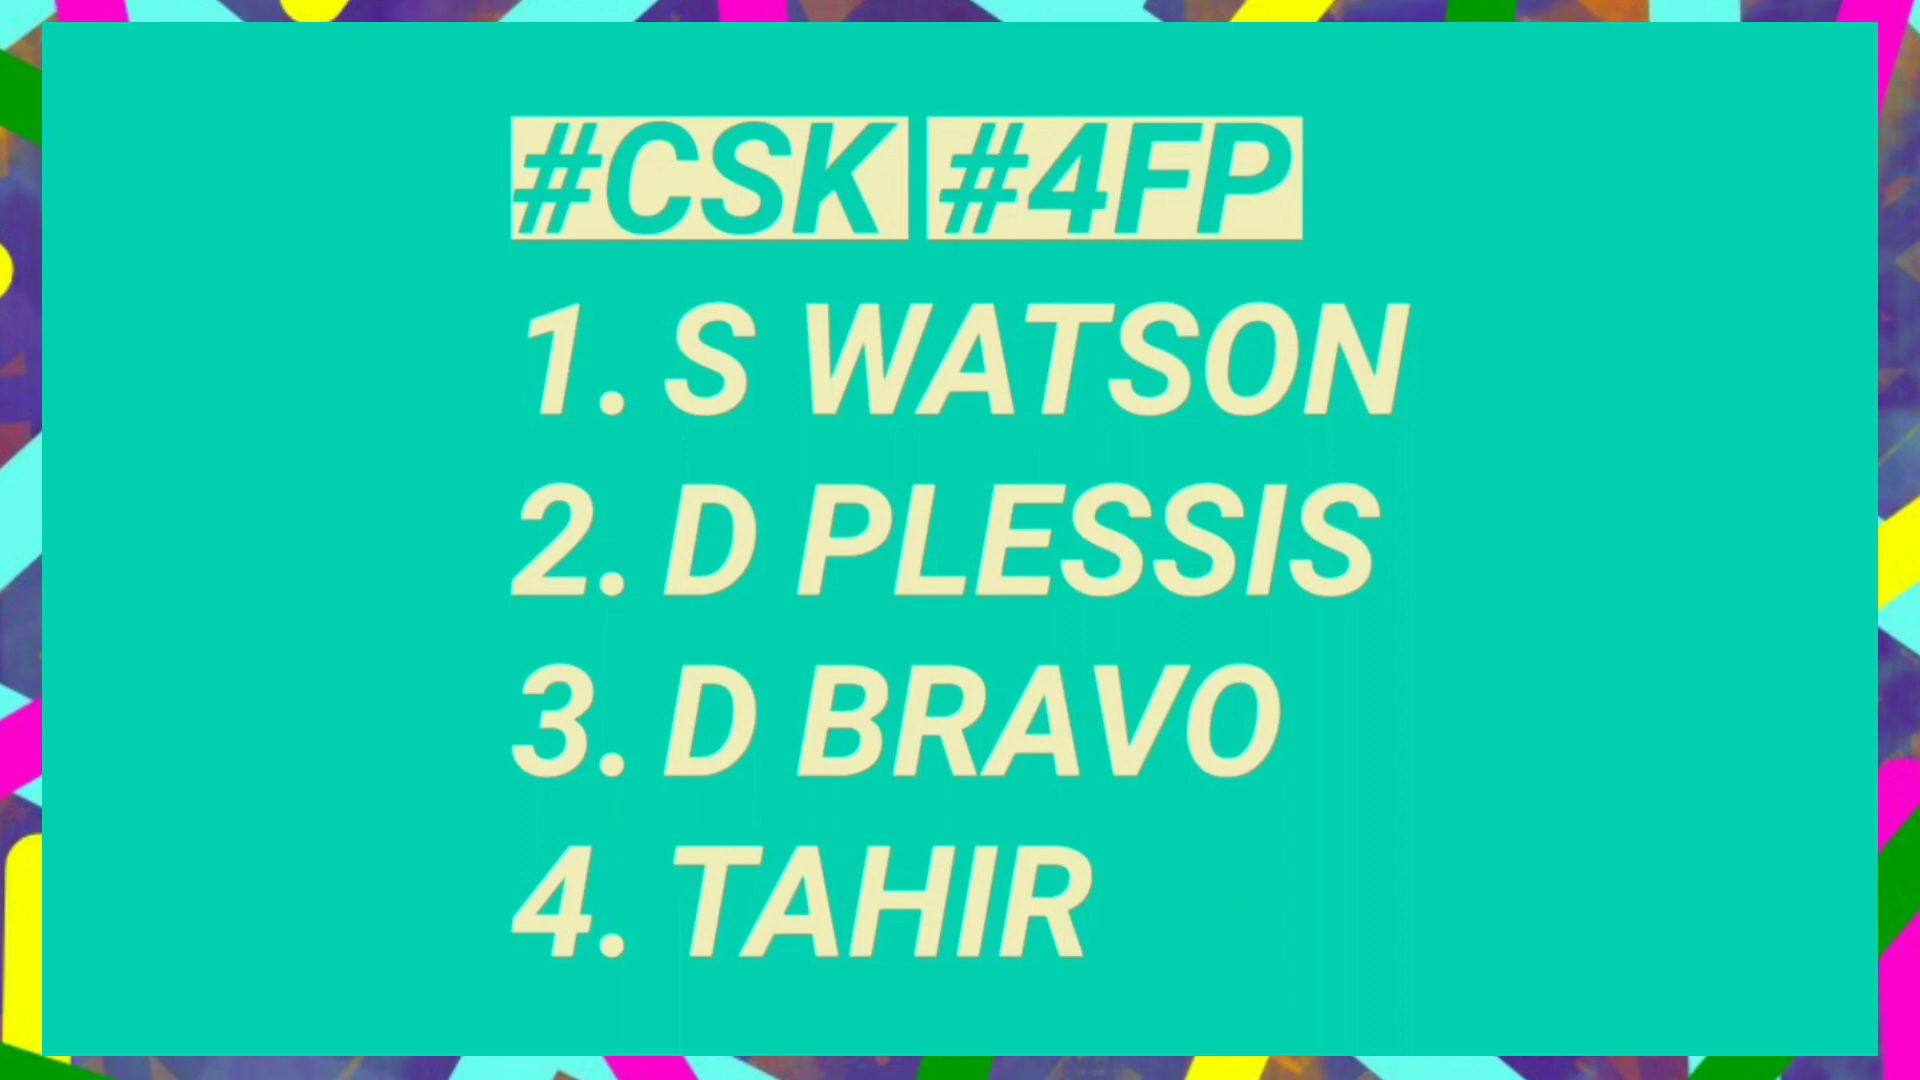 #CSK #4FP
1. S WATSON
2. D PLESSIS
3. D BRAVO
4. TAHIR